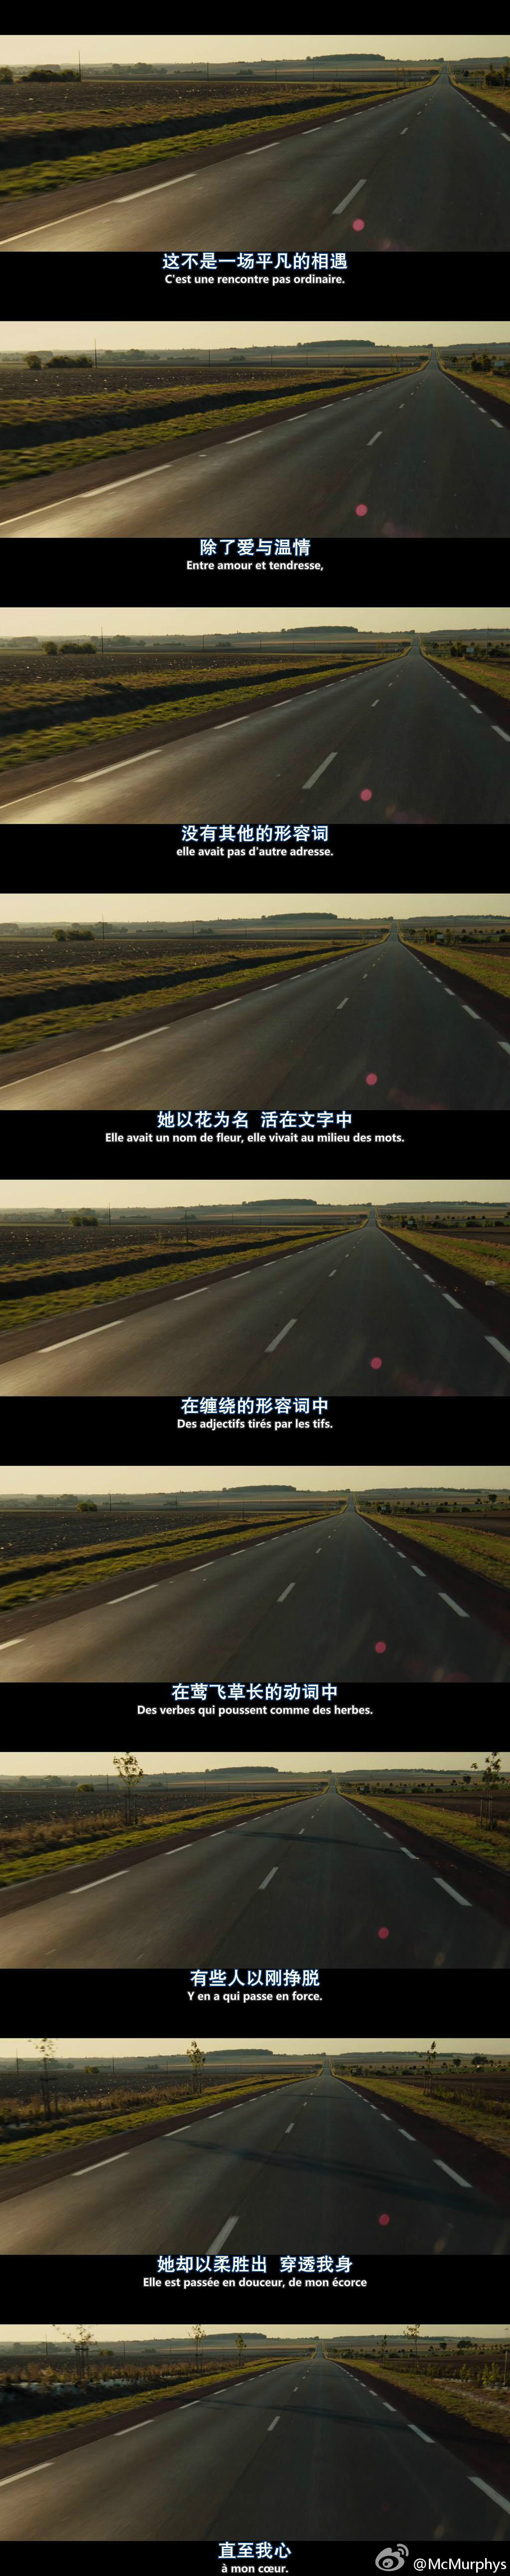 这不是一场平凡的相遇
C'est une rencontre pas ordinaire.
除了爱与温情
Entre amour et tendresse,
没有其他的形容词
elle avait pas d'autre adresse.
她以花为名 活在文字中
Elle avait un nom de fleur, elle vivait au milieu des mots.
在缠绕的形容词中
Des adjectifs tirés par les tifs.
在莺飞草长的动词中
Des verbes qui poussent comme des herbes.
有些人以刚挣脱
Y en a qui passe en force.
她却以柔胜出 穿透我身
Elle est passée en douceur, de mon écorce
直至我心
à mon cœur.
@McMurphys